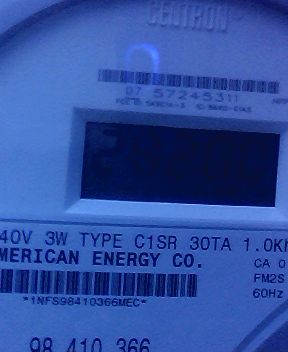 CENTRON
07 57245311
40V 3W TYPE C1SR 30TA 1.0Kh
MERICAN ENERGY CO.
CA 0
FM2S
*1NFS98410366MEC*
60Hz
98 410 366